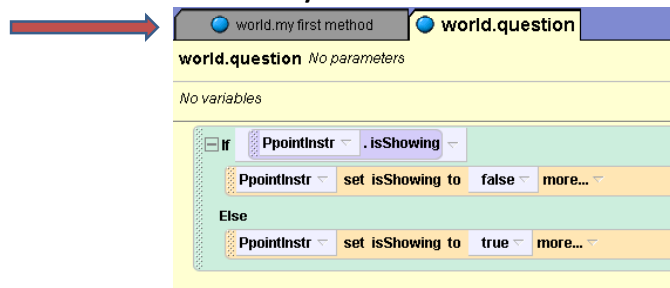 world.my first method world.question
world.question No parameters
No variables
If PpointInstr . isShowing
PpointInstr set isShowing to false more...
Else
PpointInstr set isShowing to true more...